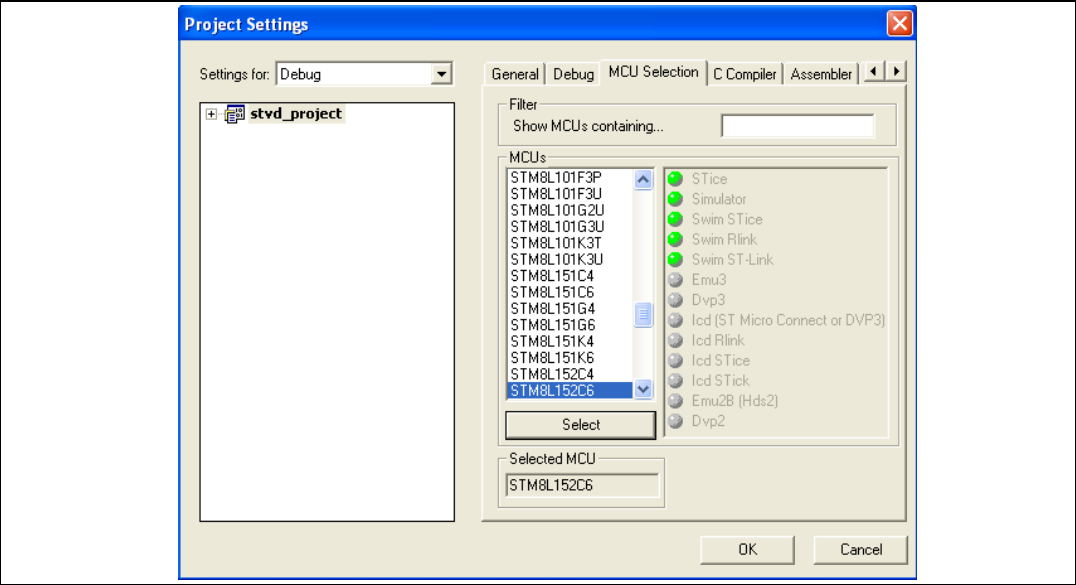 Project Settings
Settings for: Debug
stvd_project
General Debug MCU Selection C Compiler Assembler
Filter
Show MCUs containing...
MCUs
STM8L101F3P
STM8L101F3U
STM8L101G2U
STM8L101G3U
STM8L101K3T
STM8L101K3U
STM8L151C4
STM8L151C6
STM8L151G4
STM8L151G6
STM8L151K4
STM8L151K6
STM8L152C4
STM8L152C6
Select
STice
Simulator
Swim STice
Swim Rlink
Swim ST-Link
Emu3
Dvp3
Icd (ST Micro Connect or DVP3)
Icd Rlink
Icd STice
Icd STick
Emu2B (Hds2)
Dvp2
Selected MCU
STM8L152C6
OK Cancel